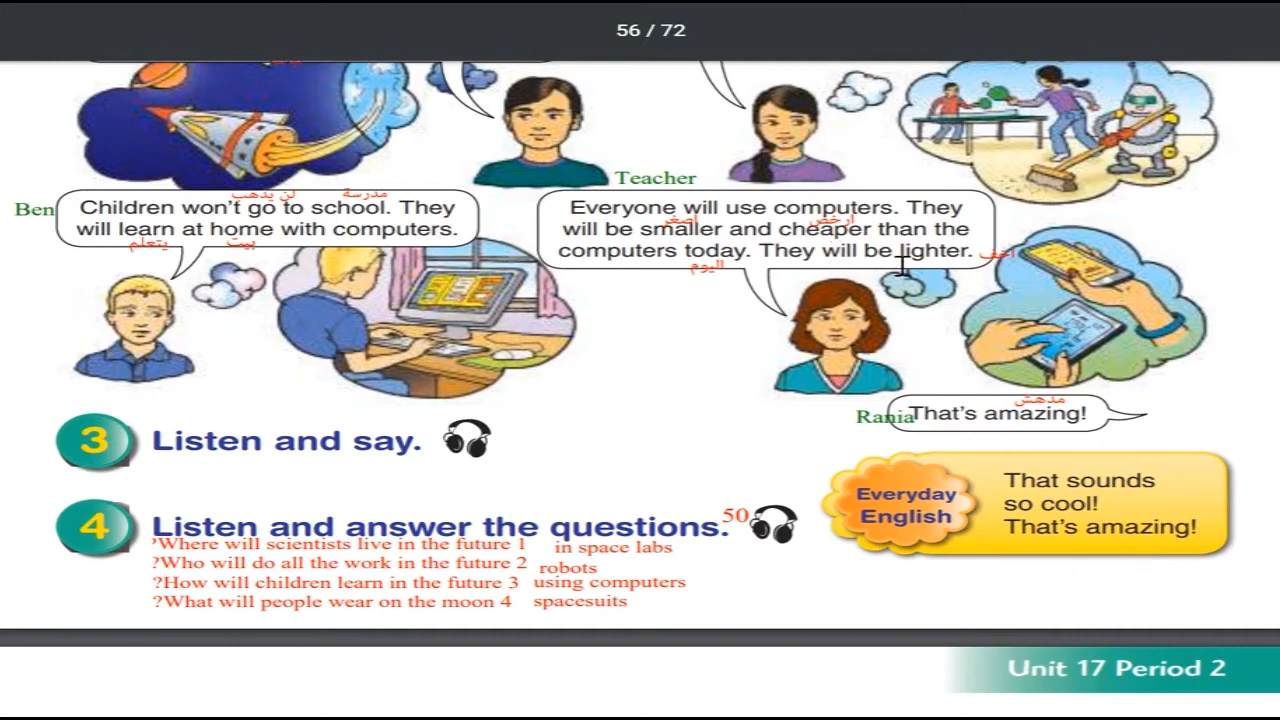 56 / 72
Teacher
Ben
لن يذهب
مدرسة
Children won't go to school. They
will learn at home with computers.
يتعلم
بيت
Everyone will use computers. They
اصغر
ارخص
will be smaller and cheaper than the
computers today. They will be lighter.
اخف
اليوم
مدهش
Rania
That's amazing!
3
Listen and say.
4
Listen and answer the questions.
50
?Where will scientists live in the future 1
in space labs
?Who will do all the work in the future 2
robots
?How will children learn in the future 3
using computers
?What will people wear on the moon 4
spacesuits
Everyday
English
That sounds
so cool!
That's amazing!
Unit 17 Period 2